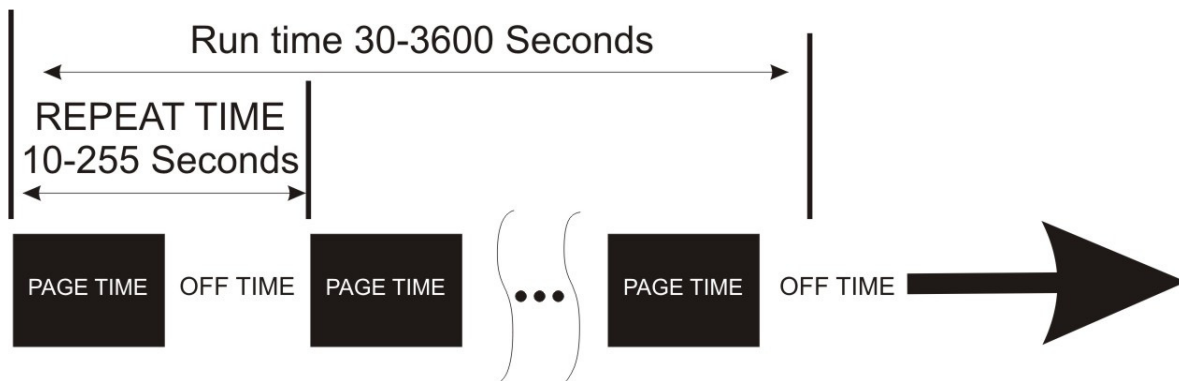 Run time 30-3600 Seconds
REPEAT TIME
10-255 Seconds
PAGE TIME OFF TIME PAGE TIME PAGE TIME OFF TIME